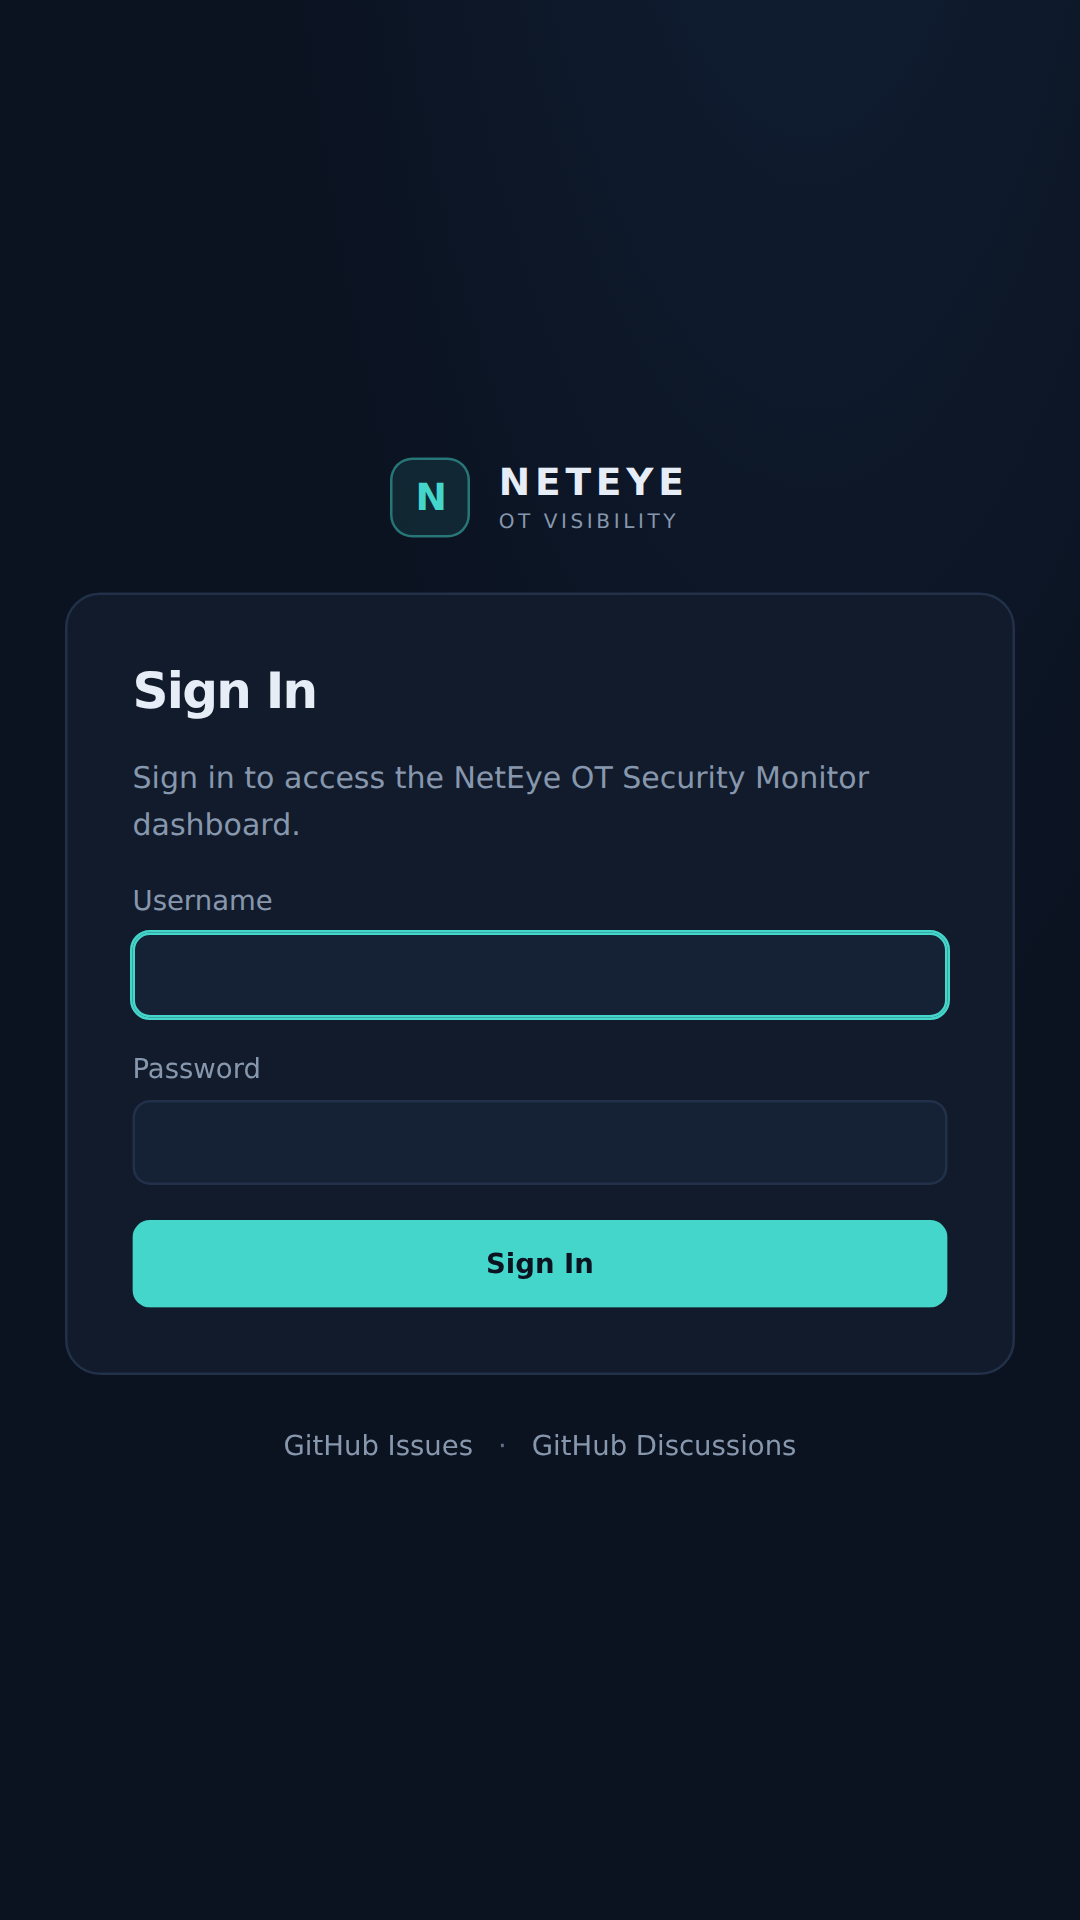 N
NETEYE
OT VISIBILITY
Sign In
Sign in to access the NetEye OT Security Monitor
dashboard.
Username
Password
Sign In
GitHub Issues · GitHub Discussions